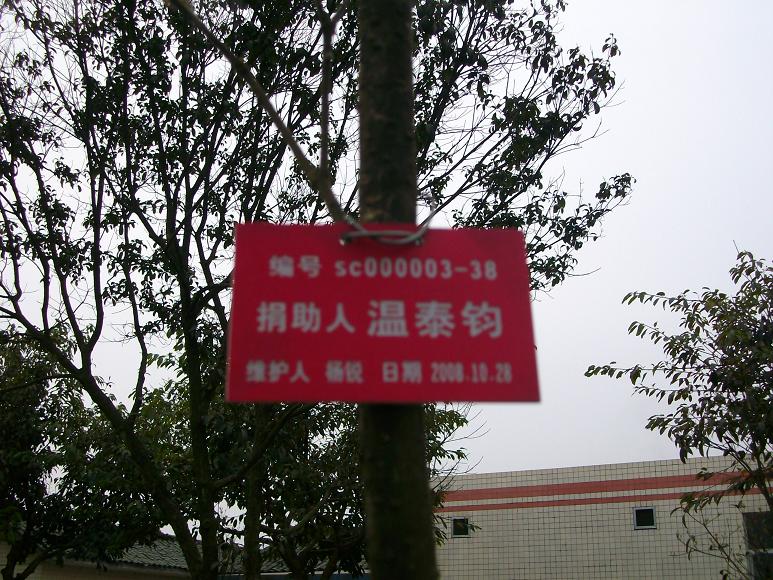 编号 sc000003-38
捐助人 温泰钧
维护人 杨锐 日期 2008.10.28